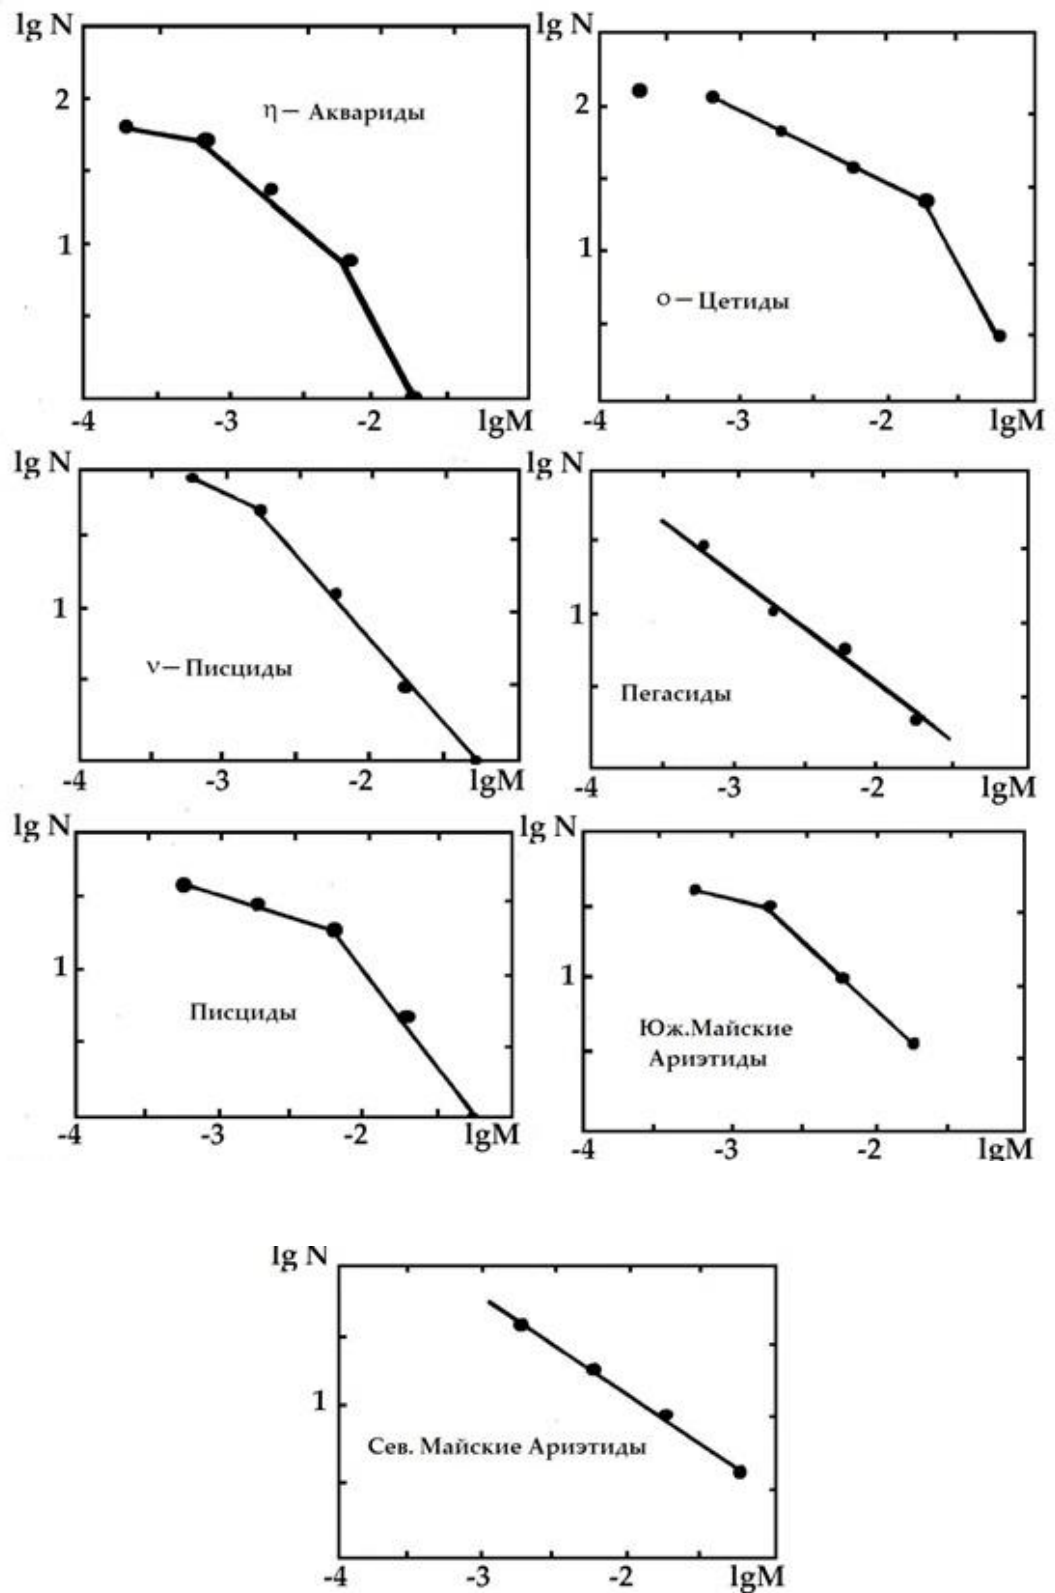 lg N
lg N
2
η— Аквариды
2
1
1
о— Цетиды
-4
-3
-2
lgM
-4
-3
-2
lgM
lg N
lg N
1
1
ν— Писциды
Пегасиды
-4
-3
-2
lgM
-4
-3
-2
lgM
lg N
lg N
1
1
Писциды
Юж.Майские
Ариэтиды
-4
-3
-2
lgM
-4
-3
-2
lgM
lg N
1
Сев. Майские Ариэтиды
-4
-3
-2
lgM